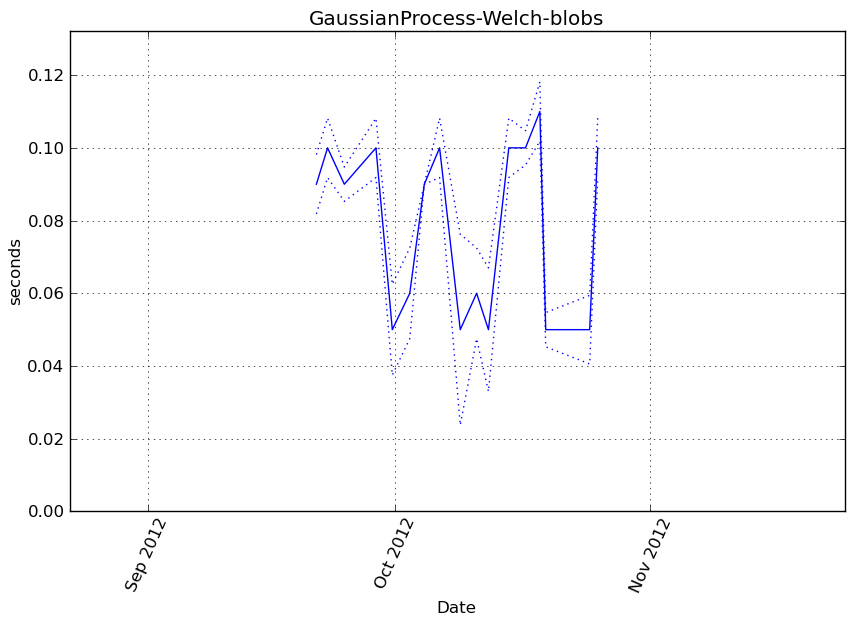 GaussianProcess-Welch-blobs
0.12
0.10
0.08
0.06
0.04
0.02
0.00
seconds
Sep 2012
Oct 2012
Nov 2012
Date